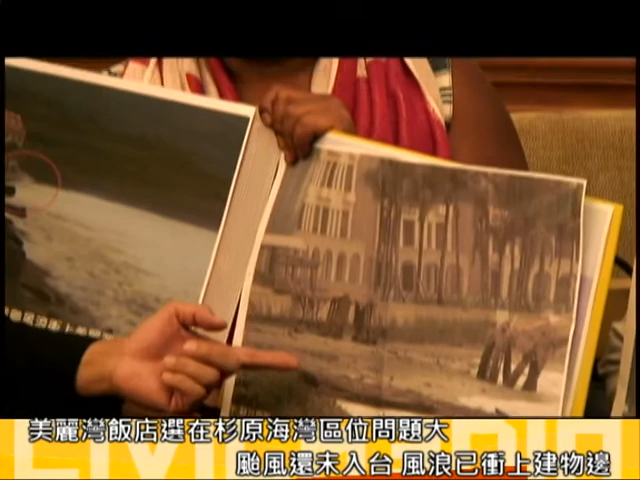 美麗灣飯店選在杉原海灣區位問題大
颱風還未入台 風浪已衝上建物邊